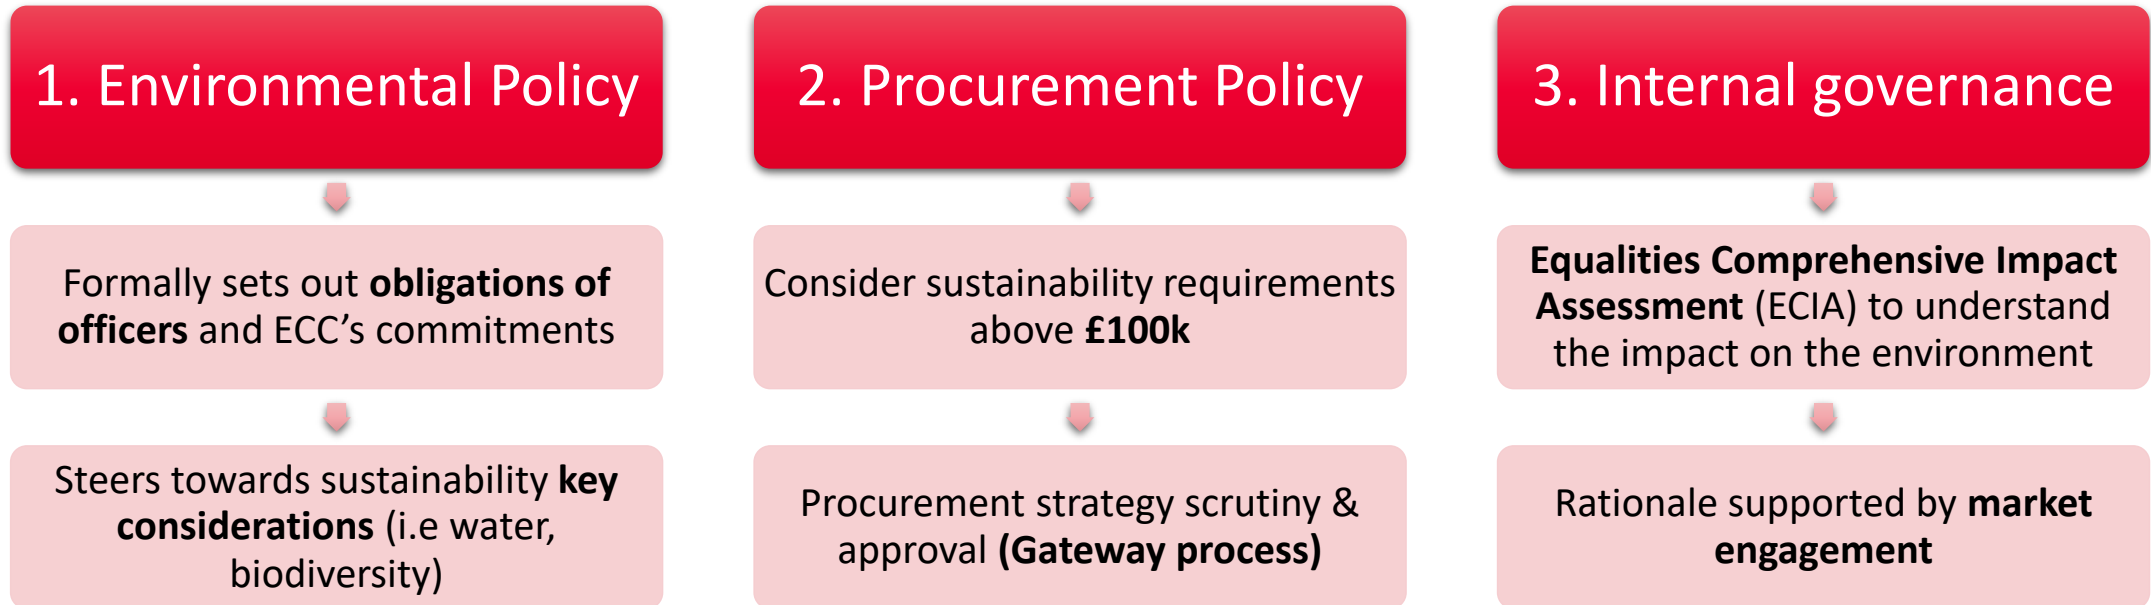 1. Environmental Policy
Formally sets out obligations of
officers and ECC’s commitments
Steers towards sustainability key
considerations (i.e water,
biodiversity)
2. Procurement Policy
Consider sustainability requirements
above £100k
Procurement strategy scrutiny &
approval (Gateway process)
3. Internal governance
Equalities Comprehensive Impact
Assessment (ECIA) to understand
the impact on the environment
Rationale supported by market
engagement